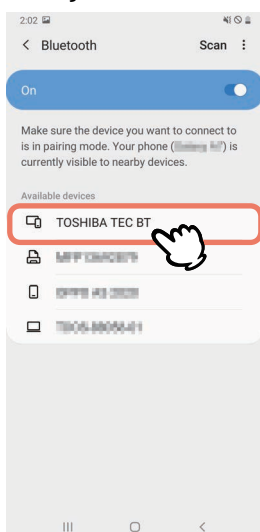 2:02
Bluetooth Scan
On
Make sure the device you want to connect to
is in pairing mode. Your phone ( ) is
currently visible to nearby devices.
Available devices
TOSHIBA TEC BT